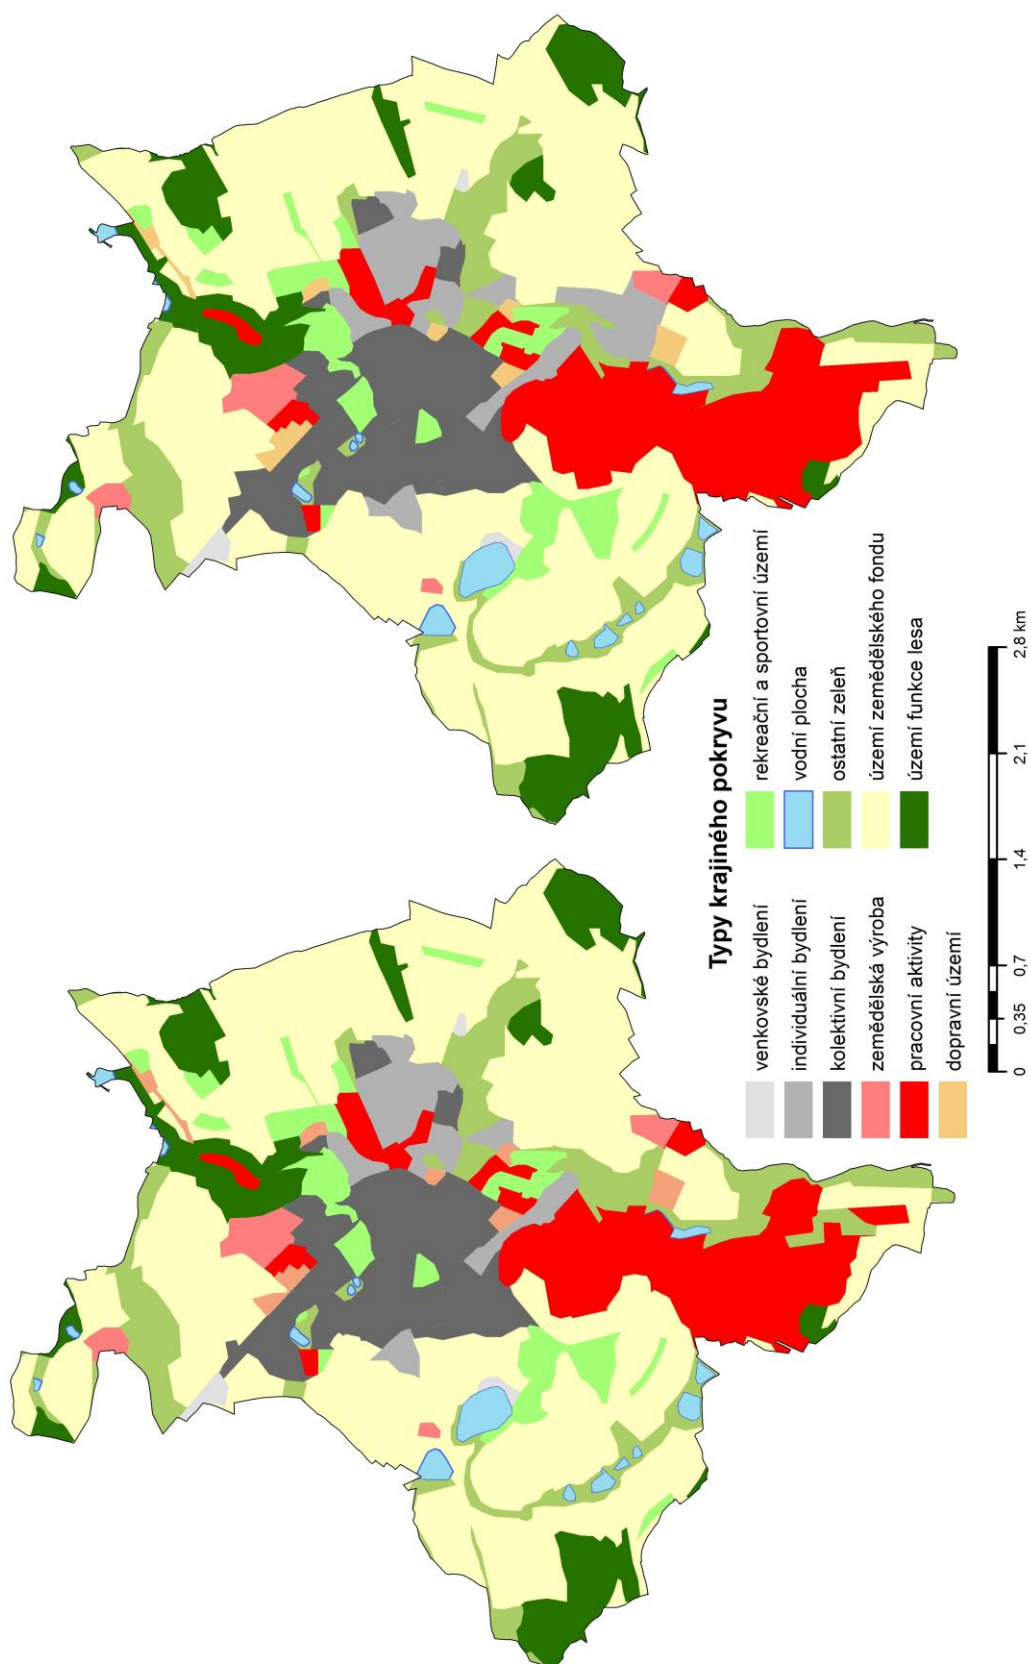 Typy krajiného pokryvu
venkovské bydlení
individuální bydlení
kolektivní bydlení
zemědělská výroba
pracovní aktivity
dopravní území
rekreační a sportovní území
vodní plocha
ostatní zeleň
území zemědělského fondu
území funkce lesa
0 0,35 0,7 1,4 2,1 2,8 km